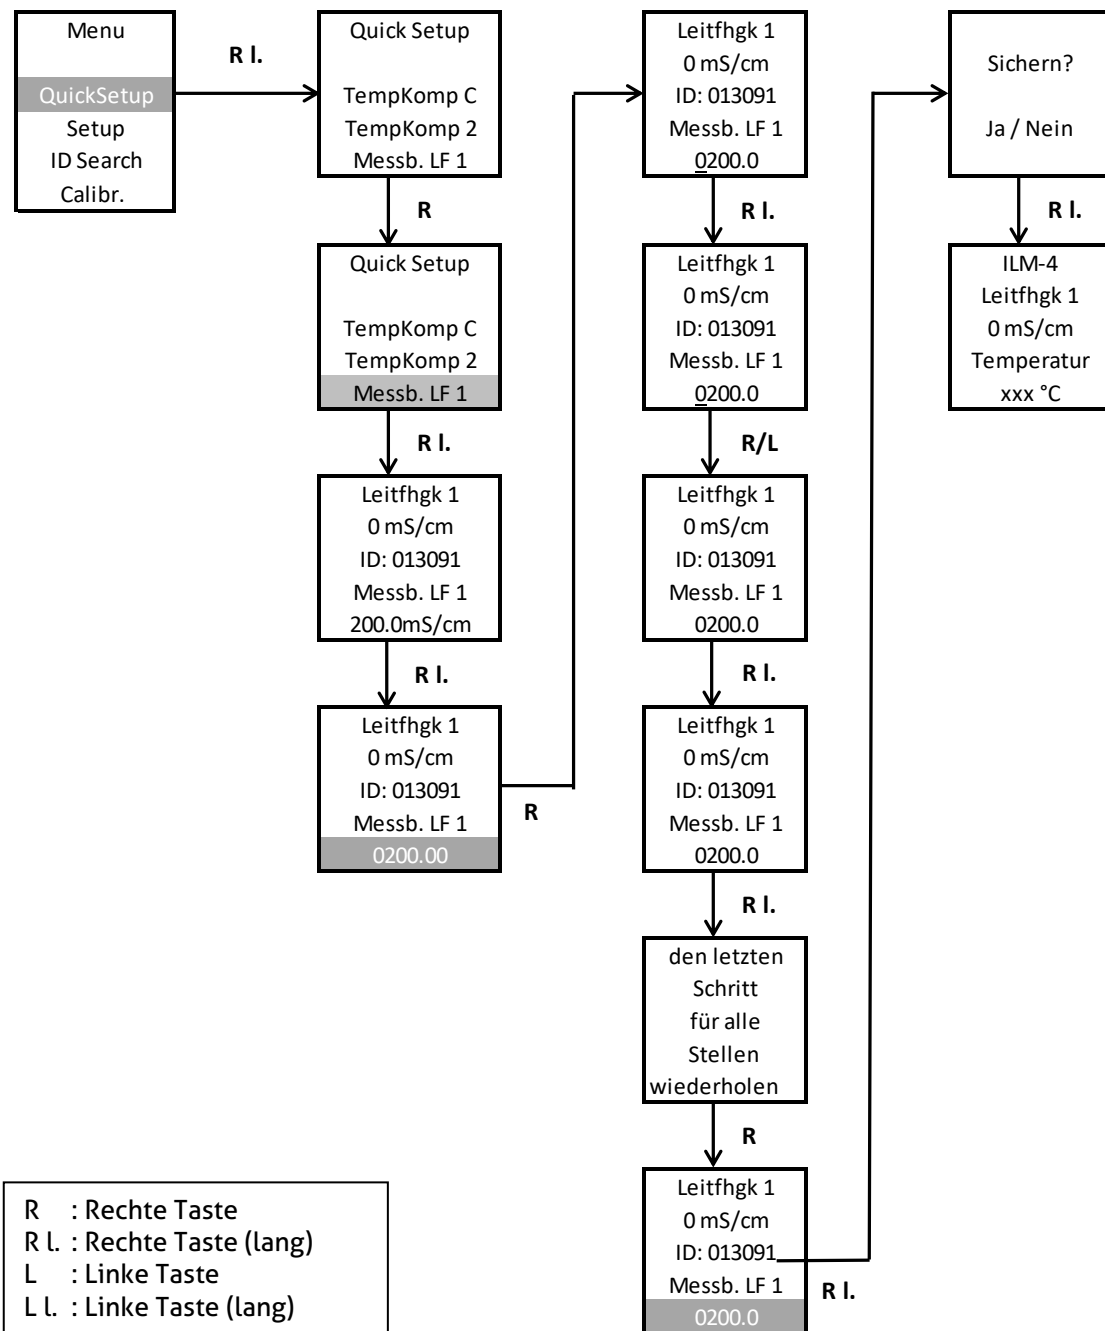 Menu
QuickSetup
Setup
ID Search
Calibr.
R l.
Quick Setup
TempKomp C
TempKomp 2
Messb. LF 1
R
Quick Setup
TempKomp C
TempKomp 2
Messb. LF 1
R l.
Leitfhgk 1
0 mS/cm
ID: 013091
Messb. LF 1
200.0mS/cm
R l.
Leitfhgk 1
0 mS/cm
ID: 013091
Messb. LF 1
0200.00
R
Leitfhgk 1
0 mS/cm
ID: 013091
Messb. LF 1
0200.0
R l.
Leitfhgk 1
0 mS/cm
ID: 013091
Messb. LF 1
0200.0
R/L
Leitfhgk 1
0 mS/cm
ID: 013091
Messb. LF 1
0200.0
R l.
Leitfhgk 1
0 mS/cm
ID: 013091
Messb. LF 1
0200.0
R l.
den letzten
Schritt
für alle
Stellen
wiederholen
R
Leitfhgk 1
0 mS/cm
ID: 013091
Messb. LF 1
0200.0
R l.
Sichern?
Ja / Nein
R l.
ILM-4
Leitfhgk 1
0 mS/cm
Temperatur
xxx °C
R : Rechte Taste
R l. : Rechte Taste (lang)
L : Linke Taste
L l. : Linke Taste (lang)